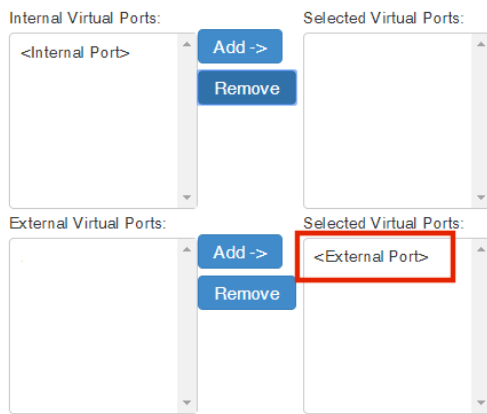 Internal Virtual Ports:
Selected Virtual Ports:
<Internal Port>
Add ->
Remove
External Virtual Ports:
Selected Virtual Ports:
Add ->
<External Port>
Remove